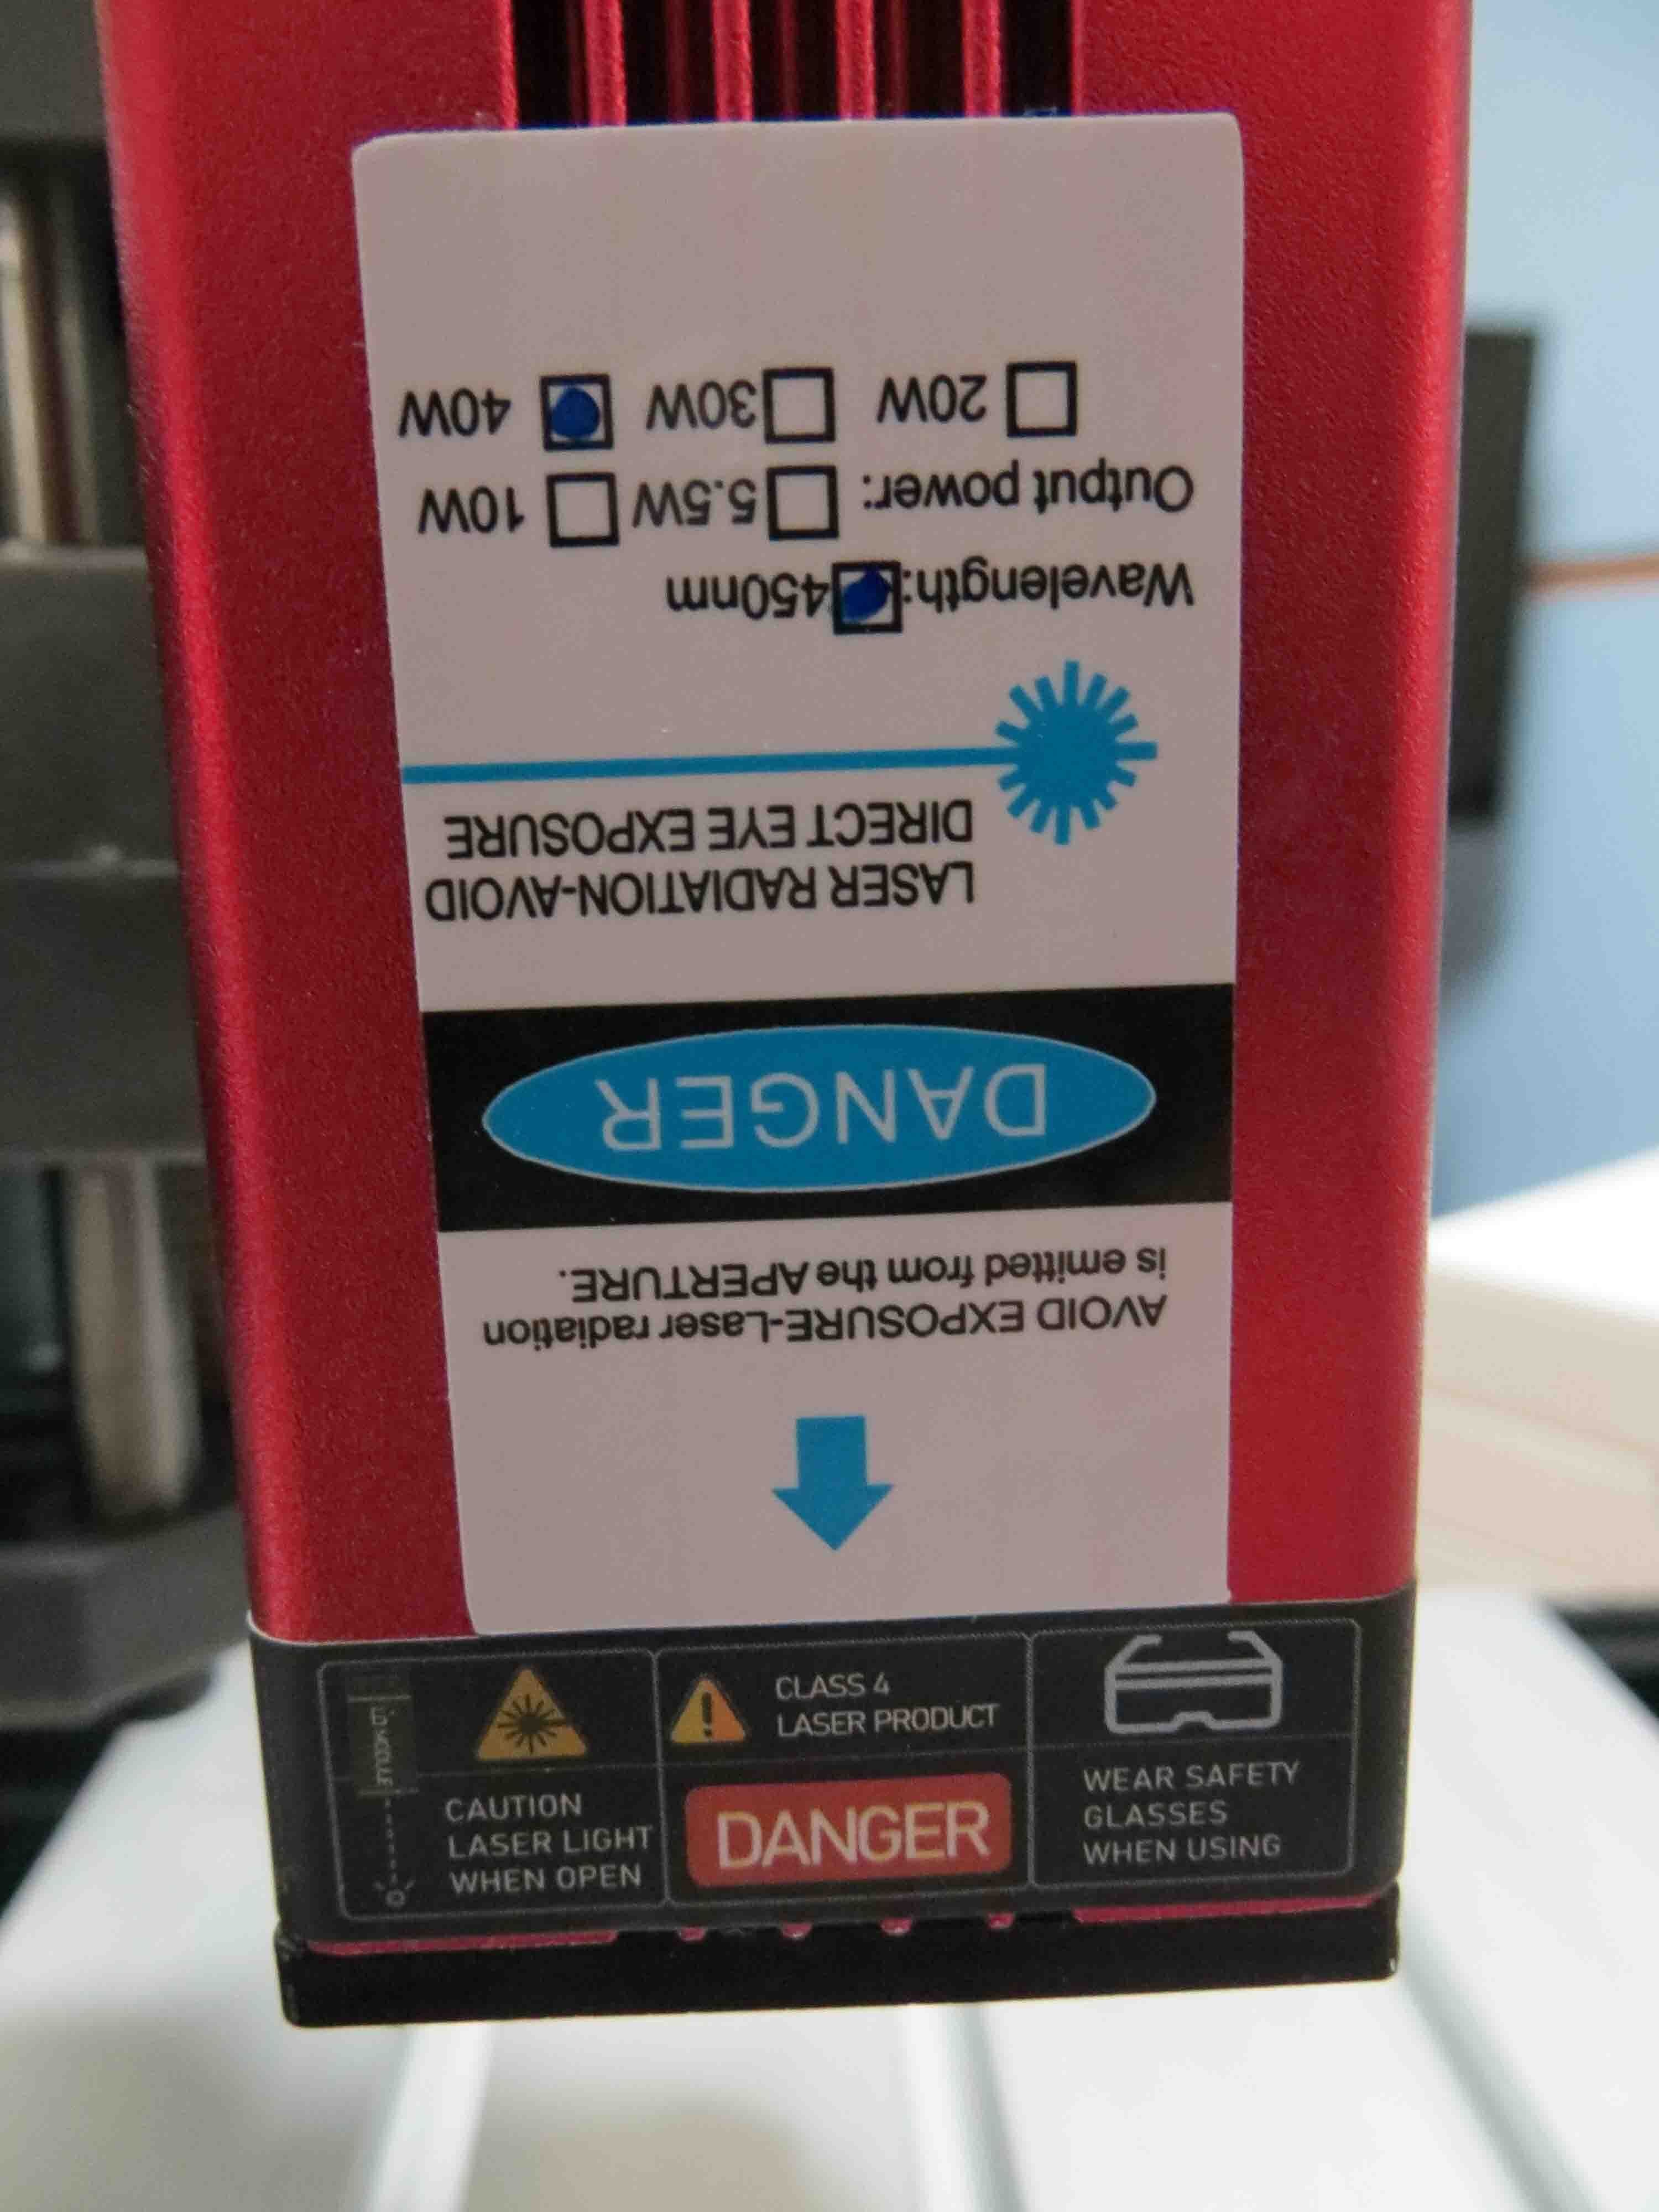 AVOID EXPOSURE-Laser radiation
is emitted from the APERTURE.
DANGER
LASER RADIATION-AVOID
DIRECT EYE EXPOSURE
Wavelength: 450nm
Output power: 5.5W 10W
20W 30W 40W
CAUTION
LASER LIGHT
WHEN OPEN
CLASS 4
LASER PRODUCT
DANGER
WEAR SAFETY
GLASSES
WHEN USING